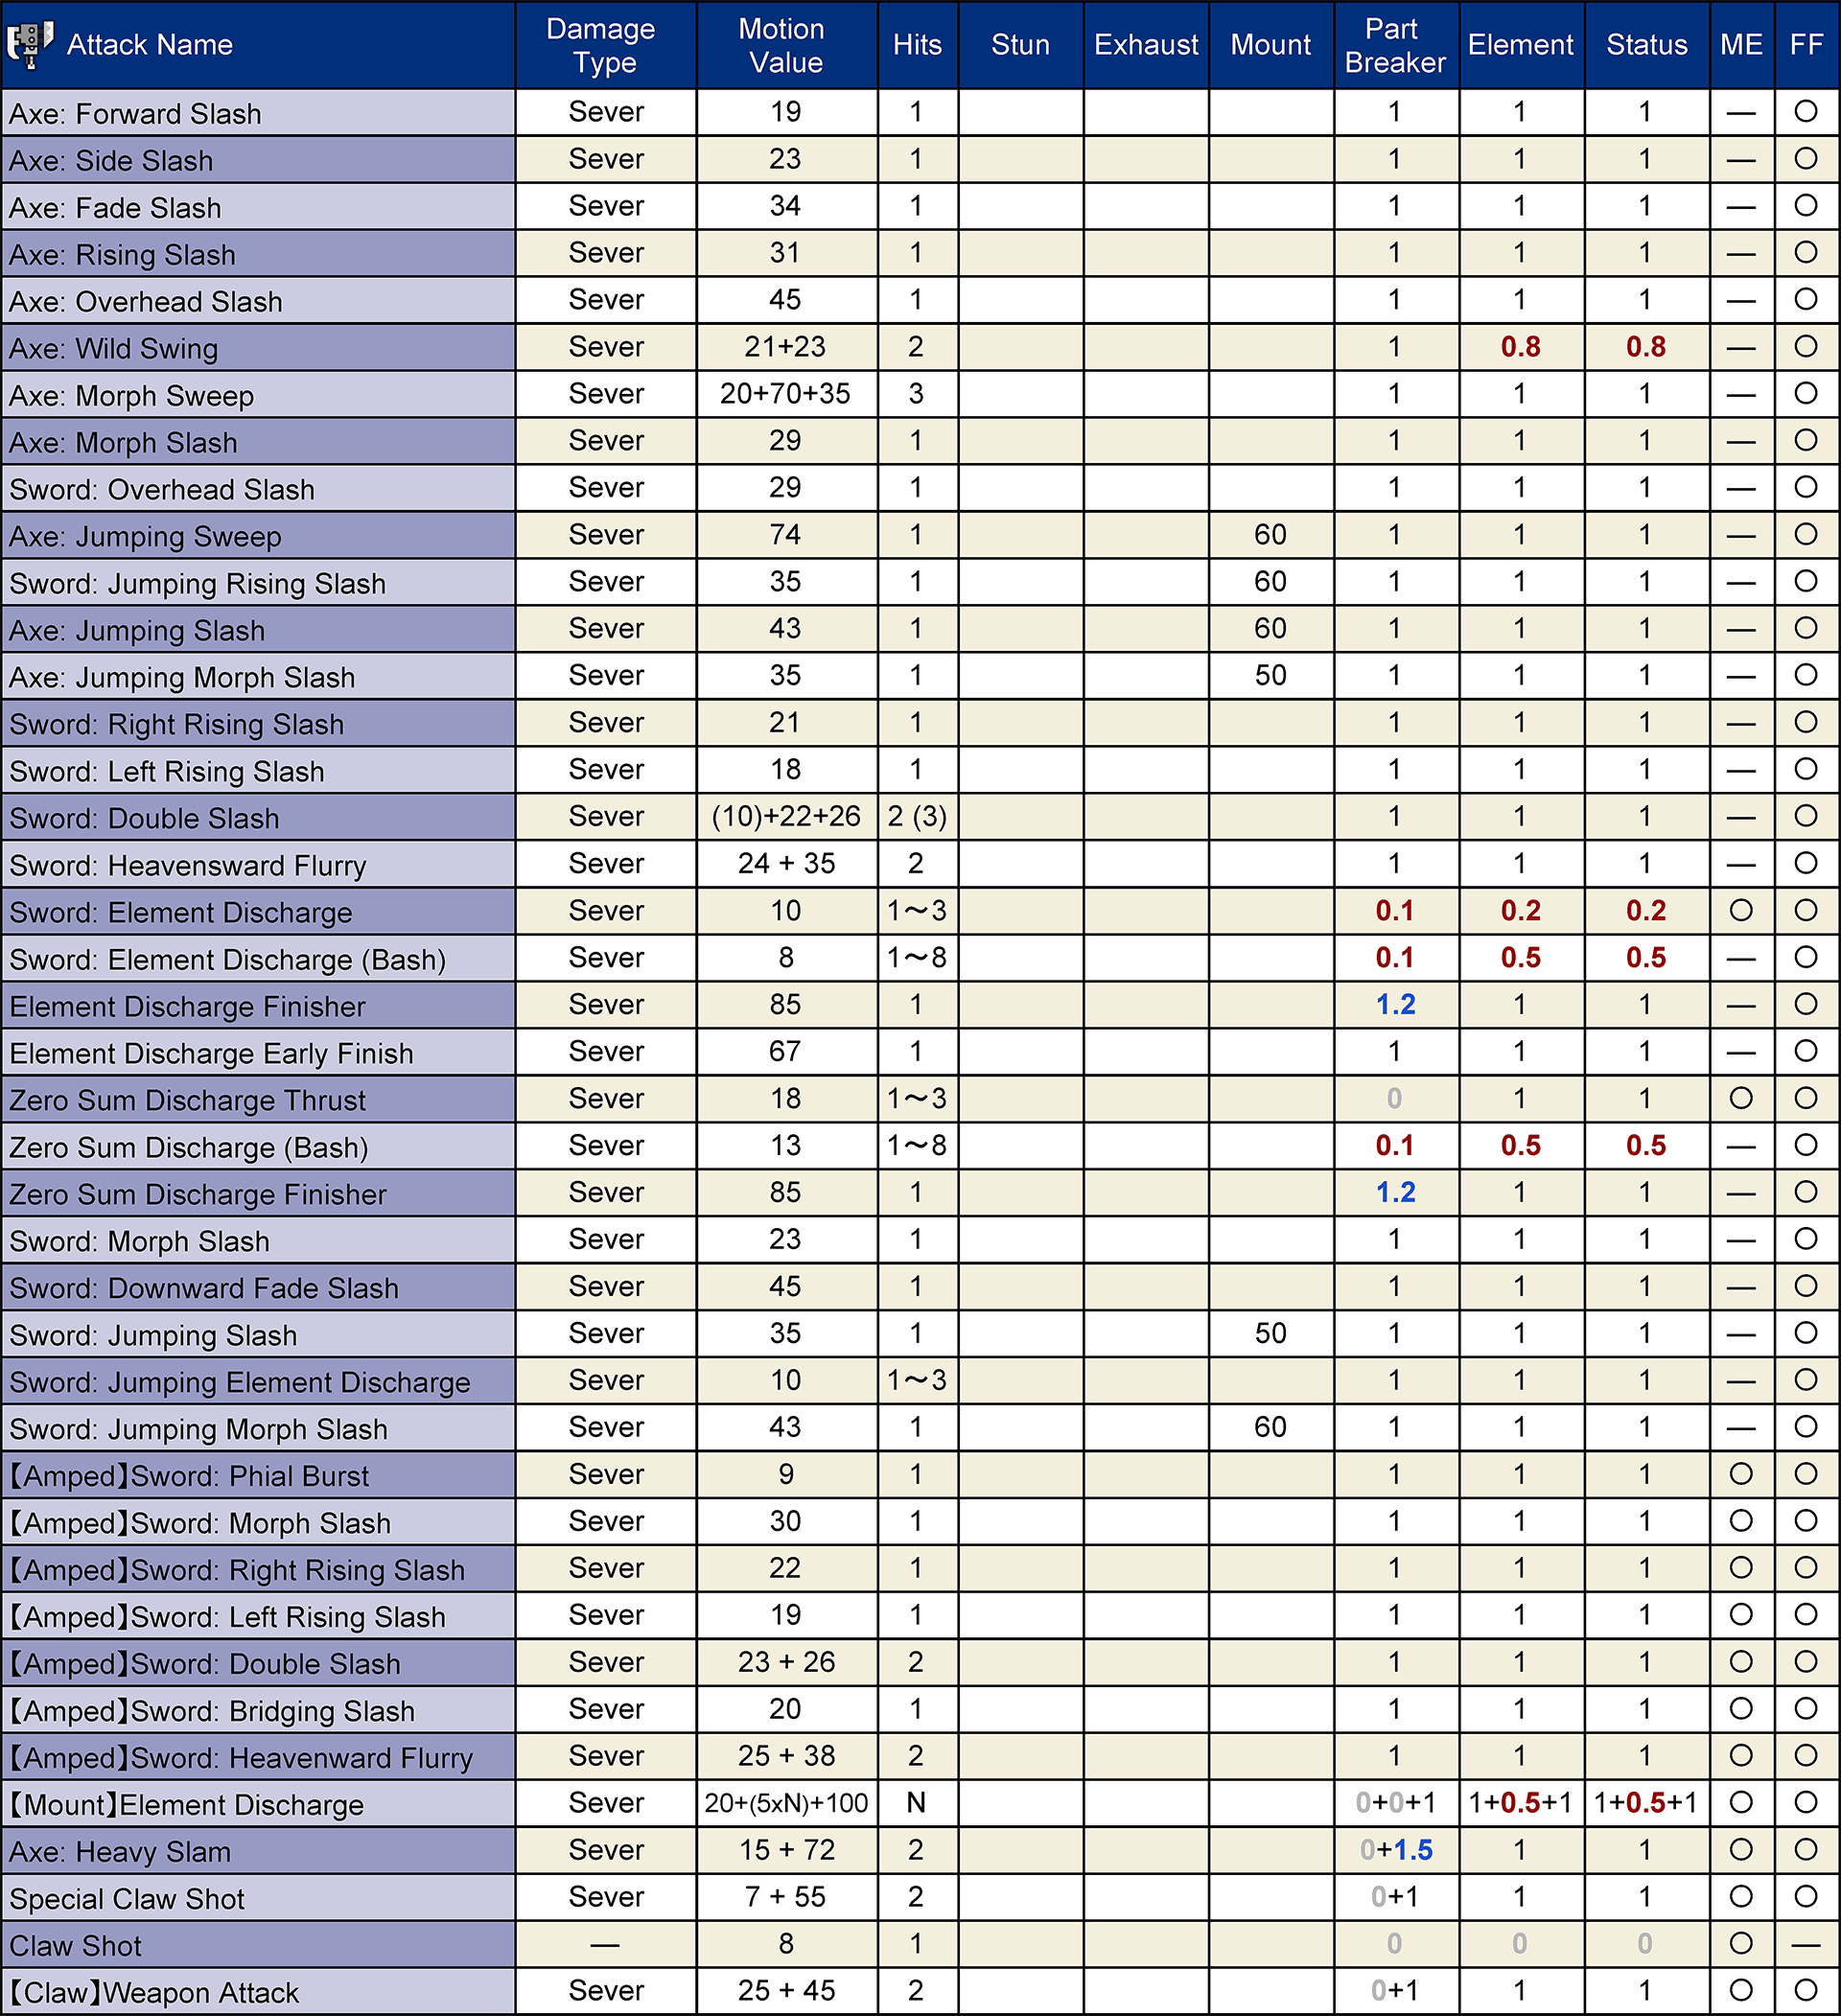 Attack Name Damage Type Motion Value Hits Stun Exhaust Mount Part Breaker Element Status ME FF
Axe: Forward Slash Sever 19 1 1 1 1 — ○
Axe: Side Slash Sever 23 1 1 1 1 — ○
Axe: Fade Slash Sever 34 1 1 1 1 — ○
Axe: Rising Slash Sever 31 1 1 1 1 — ○
Axe: Overhead Slash Sever 45 1 1 1 1 — ○
Axe: Wild Swing Sever 21+23 2 1 0.8 0.8 — ○
Axe: Morph Sweep Sever 20+70+35 3 1 1 1 — ○
Axe: Morph Slash Sever 29 1 1 1 1 — ○
Sword: Overhead Slash Sever 29 1 1 1 1 — ○
Axe: Jumping Sweep Sever 74 1 60 1 1 1 — ○
Sword: Jumping Rising Slash Sever 35 1 60 1 1 1 — ○
Axe: Jumping Slash Sever 43 1 60 1 1 1 — ○
Axe: Jumping Morph Slash Sever 35 1 50 1 1 1 — ○
Sword: Right Rising Slash Sever 21 1 1 1 1 — ○
Sword: Left Rising Slash Sever 18 1 1 1 1 — ○
Sword: Double Slash Sever (10)+22+26 2 (3) 1 1 1 — ○
Sword: Heavensward Flurry Sever 24 + 35 2 1 1 1 — ○
Sword: Element Discharge Sever 10 1〜3 0.1 0.2 0.2 ○ ○
Sword: Element Discharge (Bash) Sever 8 1〜8 0.1 0.5 0.5 — ○
Element Discharge Finisher Sever 85 1 1.2 1 1 — ○
Element Discharge Early Finish Sever 67 1 1 1 1 — ○
Zero Sum Discharge Thrust Sever 18 1〜3 0 1 1 ○ ○
Zero Sum Discharge (Bash) Sever 13 1〜8 0.1 0.5 0.5 — ○
Zero Sum Discharge Finisher Sever 85 1 1.2 1 1 — ○
Sword: Morph Slash Sever 23 1 1 1 1 — ○
Sword: Downward Fade Slash Sever 45 1 1 1 1 — ○
Sword: Jumping Slash Sever 35 1 50 1 1 1 — ○
Sword: Jumping Element Discharge Sever 10 1〜3 1 1 1 — ○
Sword: Jumping Morph Slash Sever 43 1 60 1 1 1 — ○
【Amped】Sword: Phial Burst Sever 9 1 1 1 1 ○ ○
【Amped】Sword: Morph Slash Sever 30 1 1 1 1 ○ ○
【Amped】Sword: Right Rising Slash Sever 22 1 1 1 1 ○ ○
【Amped】Sword: Left Rising Slash Sever 19 1 1 1 1 ○ ○
【Amped】Sword: Double Slash Sever 23 + 26 2 1 1 1 ○ ○
【Amped】Sword: Bridging Slash Sever 20 1 1 1 1 ○ ○
【Amped】Sword: Heavenward Flurry Sever 25 + 38 2 1 1 1 ○ ○
【Mount】Element Discharge Sever 20+(5xN)+100 N 0+0+1 1+0.5+1 1+0.5+1 ○ ○
Axe: Heavy Slam Sever 15 + 72 2 0+1.5 1 1 ○ ○
Special Claw Shot Sever 7 + 55 2 0+1 1 1 ○ ○
Claw Shot — 8 1 0 0 0 ○ —
【Claw】Weapon Attack Sever 25 + 45 2 0+1 1 1 ○ ○